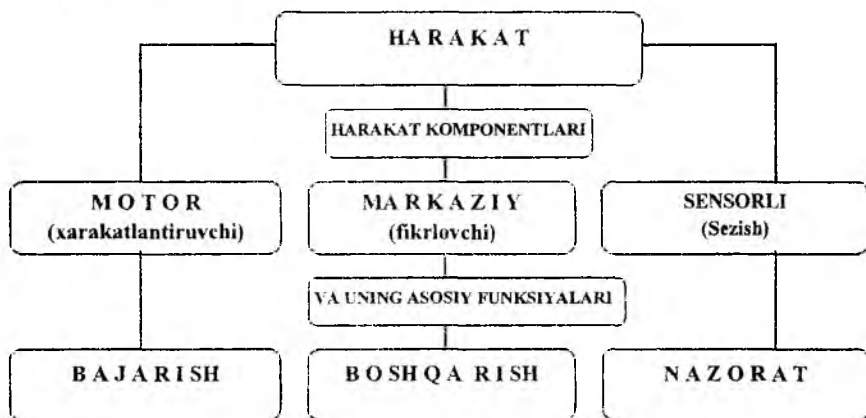 HARAKAT
HARAKAT KOMPONENTLARI
MOTOR
(xarakatlantiruvchi)
MARKAZIY
(fikrlovchi)
SENSORLI
(Sezish)
VA UNING ASOSIY FUNKSIYALARI
BAJARISH
BOSHQARISH
NAZORAT